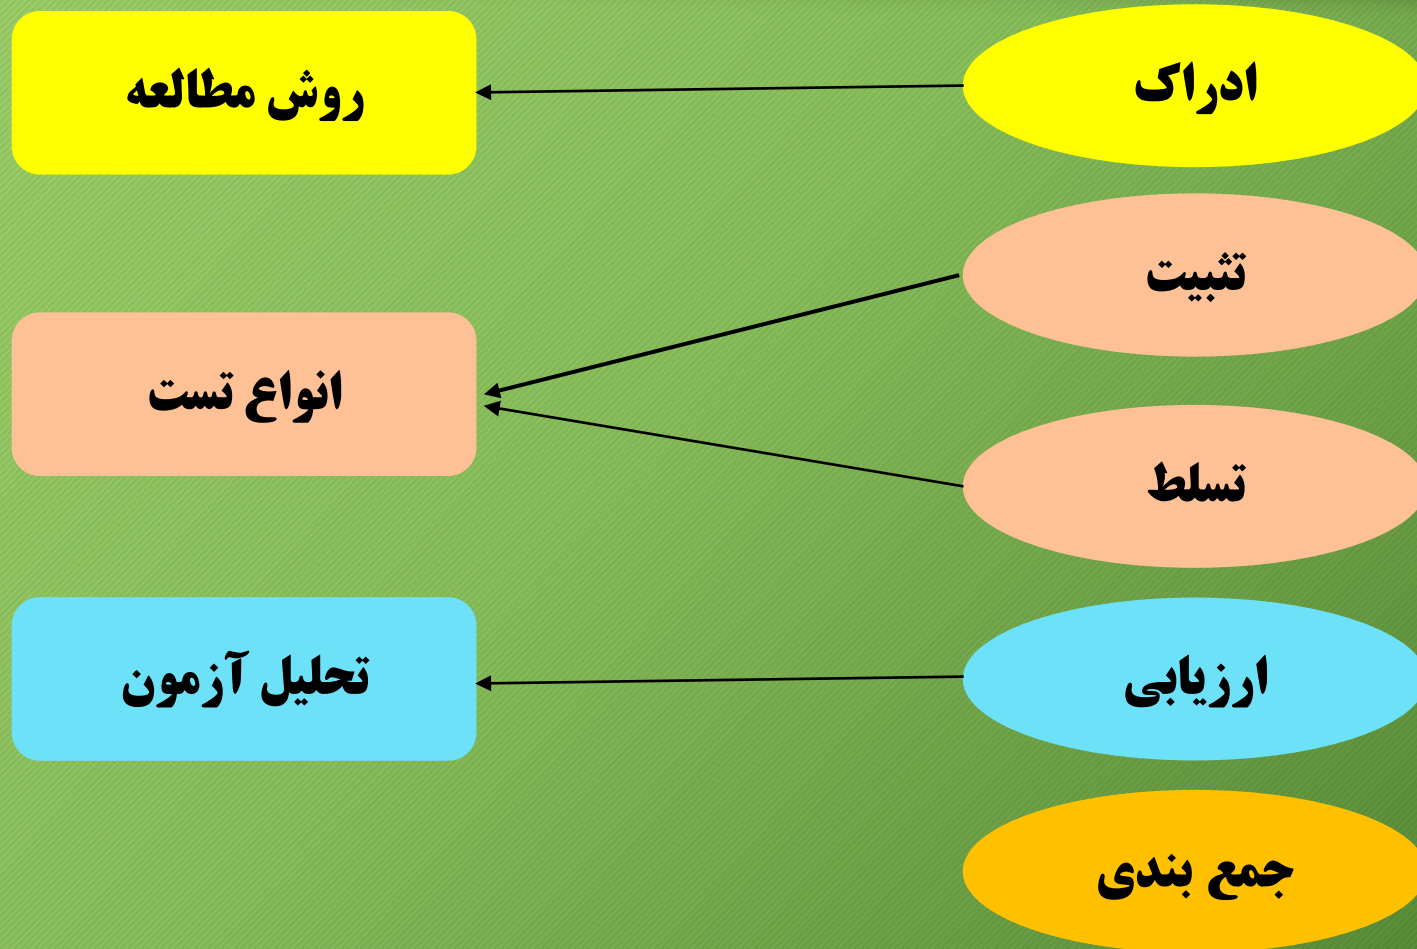 ادراک
روش مطالعه
تثبیت
انواع تست
تسلط
ارزیابی
تحلیل آزمون
جمع بندی